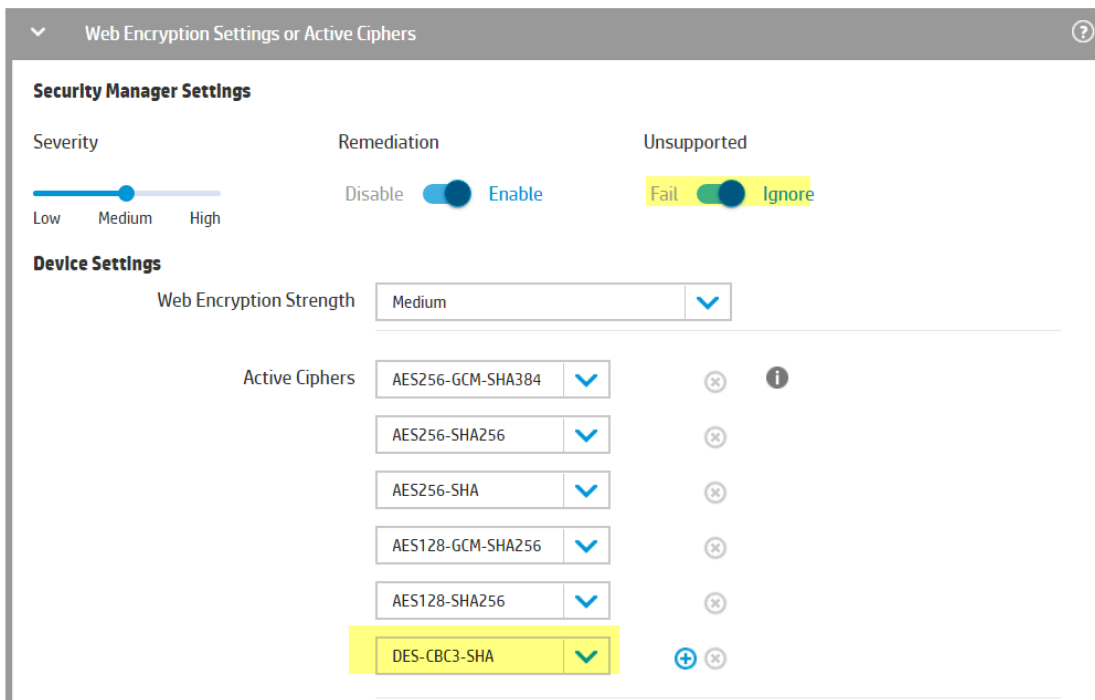 Web Encryption Settings or Active Ciphers
?
Security Manager Settings
Severity
Remediation
Unsupported
Disable
Enable
Fail
Ignore
Low
Medium
High
Device Settings
Web Encryption Strength
Medium
Active Ciphers
AES256-GCM-SHA384
i
AES256-SHA256
AES256-SHA
AES128-GCM-SHA256
AES128-SHA256
DES-CBC3-SHA